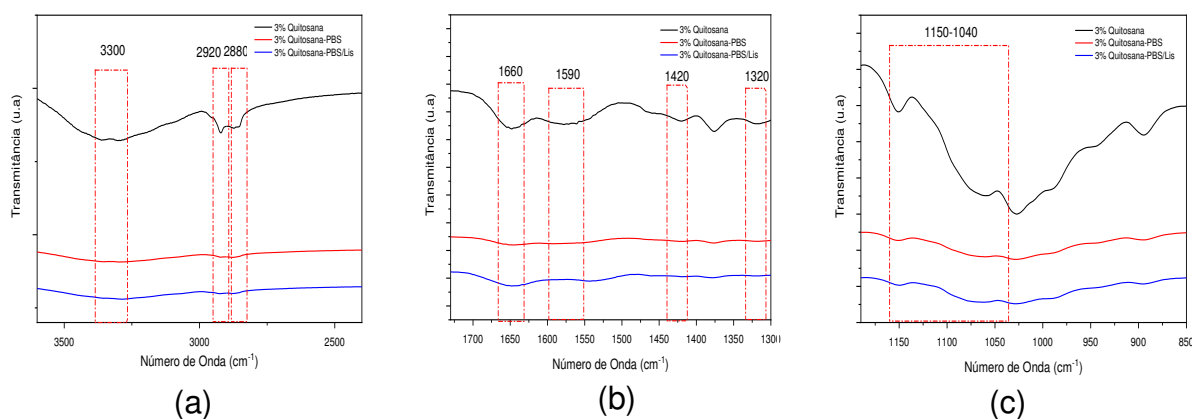 3% Quitosana
3% Quitosana-PBS
3% Quitosana-PBS/Lis
3300
2920
2880
Transmitância (u.a)
3500
3000
2500
Número de Onda (cm-1)
(a)
3% Quitosana
3% Quitosana-PBS
3% Quitosana-PBS/Lis
1660
1590
1420
1320
Transmitância (u.a)
1700
1650
1600
1550
1500
1450
1400
1350
1300
Número de Onda (cm-1)
(b)
1150-1040
3% Quitosana
3% Quitosana-PBS
3% Quitosana-PBS/Lis
Transmitância (u.a)
1150
1100
1050
1000
950
900
850
Número de Onda (cm-1)
(c)